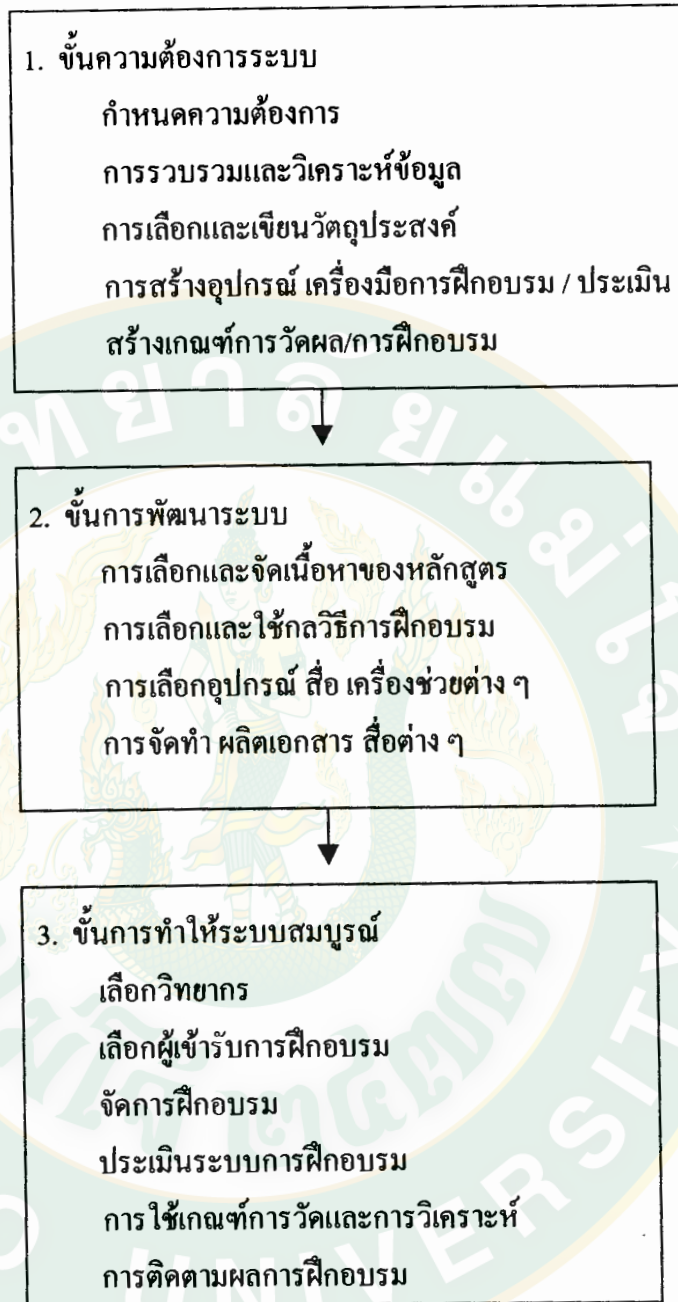 1. ขั้นความต้องการระบบ
กำหนดความต้องการ
การรวบรวมและวิเคราะห์ข้อมูล
การเลือกและเขียนวัตถุประสงค์
การสร้างอุปกรณ์ เครื่องมือการฝึกอบรม / ประเมิน
สร้างเกณฑ์การวัดผล/การฝึกอบรม
2. ขั้นการพัฒนาระบบ
การเลือกและจัดเนื้อหาของหลักสูตร
การเลือกและใช้กลวิธีการฝึกอบรม
การเลือกอุปกรณ์ สื่อ เครื่องช่วยต่าง ๆ
การจัดทำ ผลิตเอกสาร สื่อต่าง ๆ
3. ขั้นการทำให้ระบบสมบูรณ์
เลือกวิทยากร
เลือกผู้เข้ารับการฝึกอบรม
จัดการฝึกอบรม
ประเมินระบบการฝึกอบรม
การใช้เกณฑ์การวัดและการวิเคราะห์
การติดตามผลการฝึกอบรม